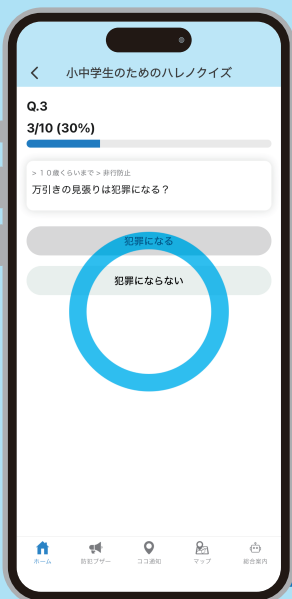 小中学生のためのハレノクイズ
Q.3
3/10 (30%)
> 10歳くらいまで > 非行防止
万引きの見張りは犯罪になる？
犯罪になる
犯罪にならない
ホーム 防犯ブザー ココ通知 マップ 総合案内